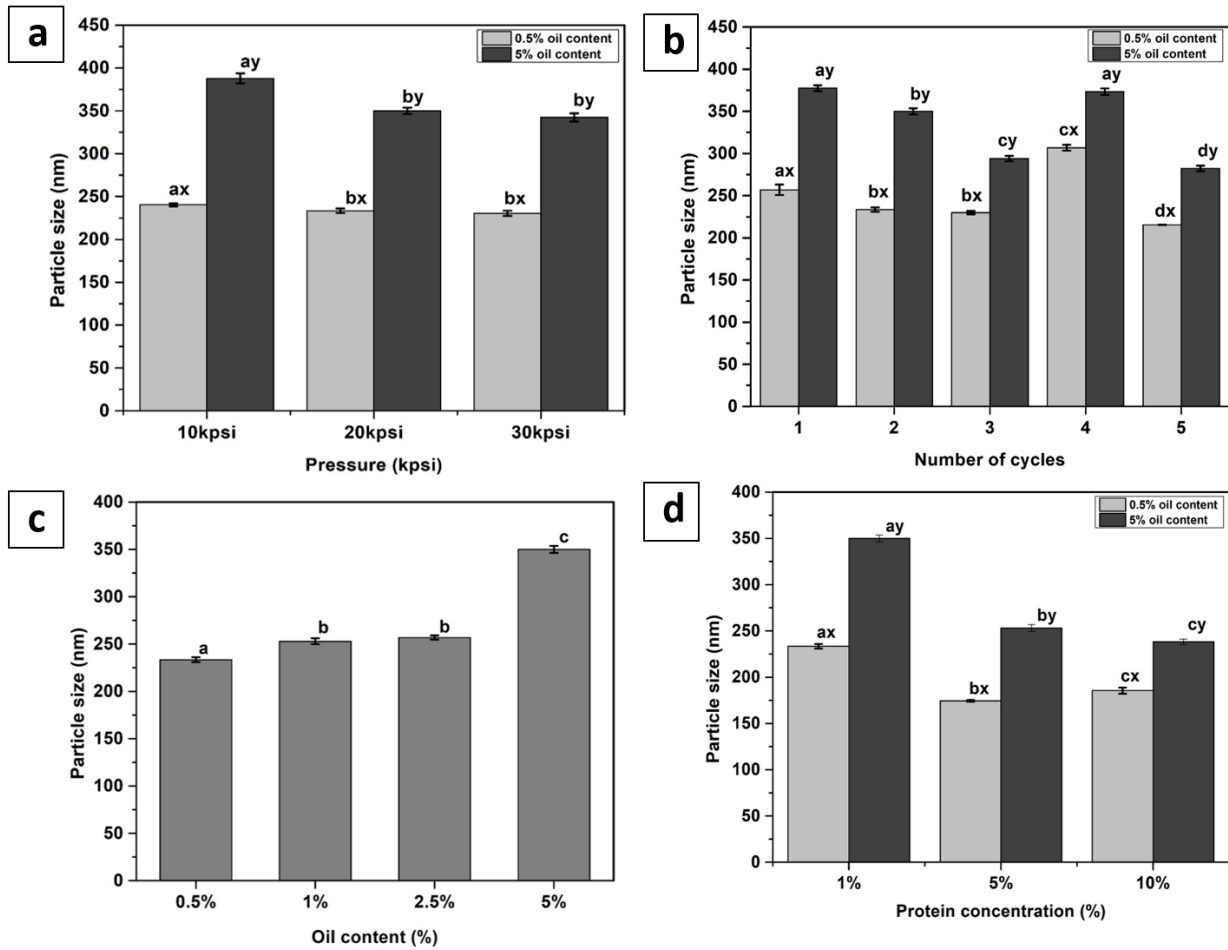 a
450
400
350
300
250
200
150
100
50
0
Particle size (nm)
0.5% oil content
5% oil content
ax
ay
bx
by
bx
by
10kpsi
20kpsi
30kpsi
Pressure (kpsi)
b
450
400
350
300
250
200
150
100
50
0
Particle size (nm)
0.5% oil content
5% oil content
ax
ay
bx
by
bx
cy
cx
ay
dx
dy
1
2
3
4
5
Number of cycles
c
400
350
300
250
200
150
100
50
0
Particle size (nm)
a
b
b
c
0.5%
1%
2.5%
5%
Oil content (%)
d
400
350
300
250
200
150
100
50
0
Particle size (nm)
0.5% oil content
5% oil content
ax
ay
bx
by
cx
cy
1%
5%
10%
Protein concentration (%)